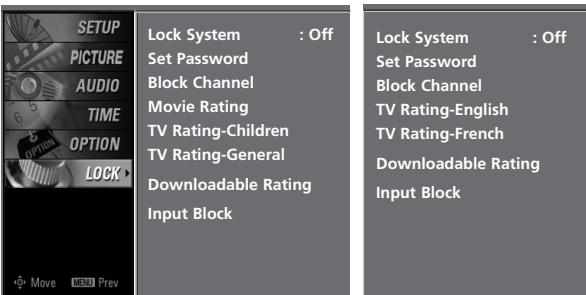 SETUP
PICTURE
AUDIO
TIME
OPTION
LOCK
Move MENU Prev
Lock System : Off
Set Password
Block Channel
Movie Rating
TV Rating-Children
TV Rating-General
Downloadable Rating
Input Block
Lock System : Off
Set Password
Block Channel
TV Rating-English
TV Rating-French
Downloadable Rating
Input Block